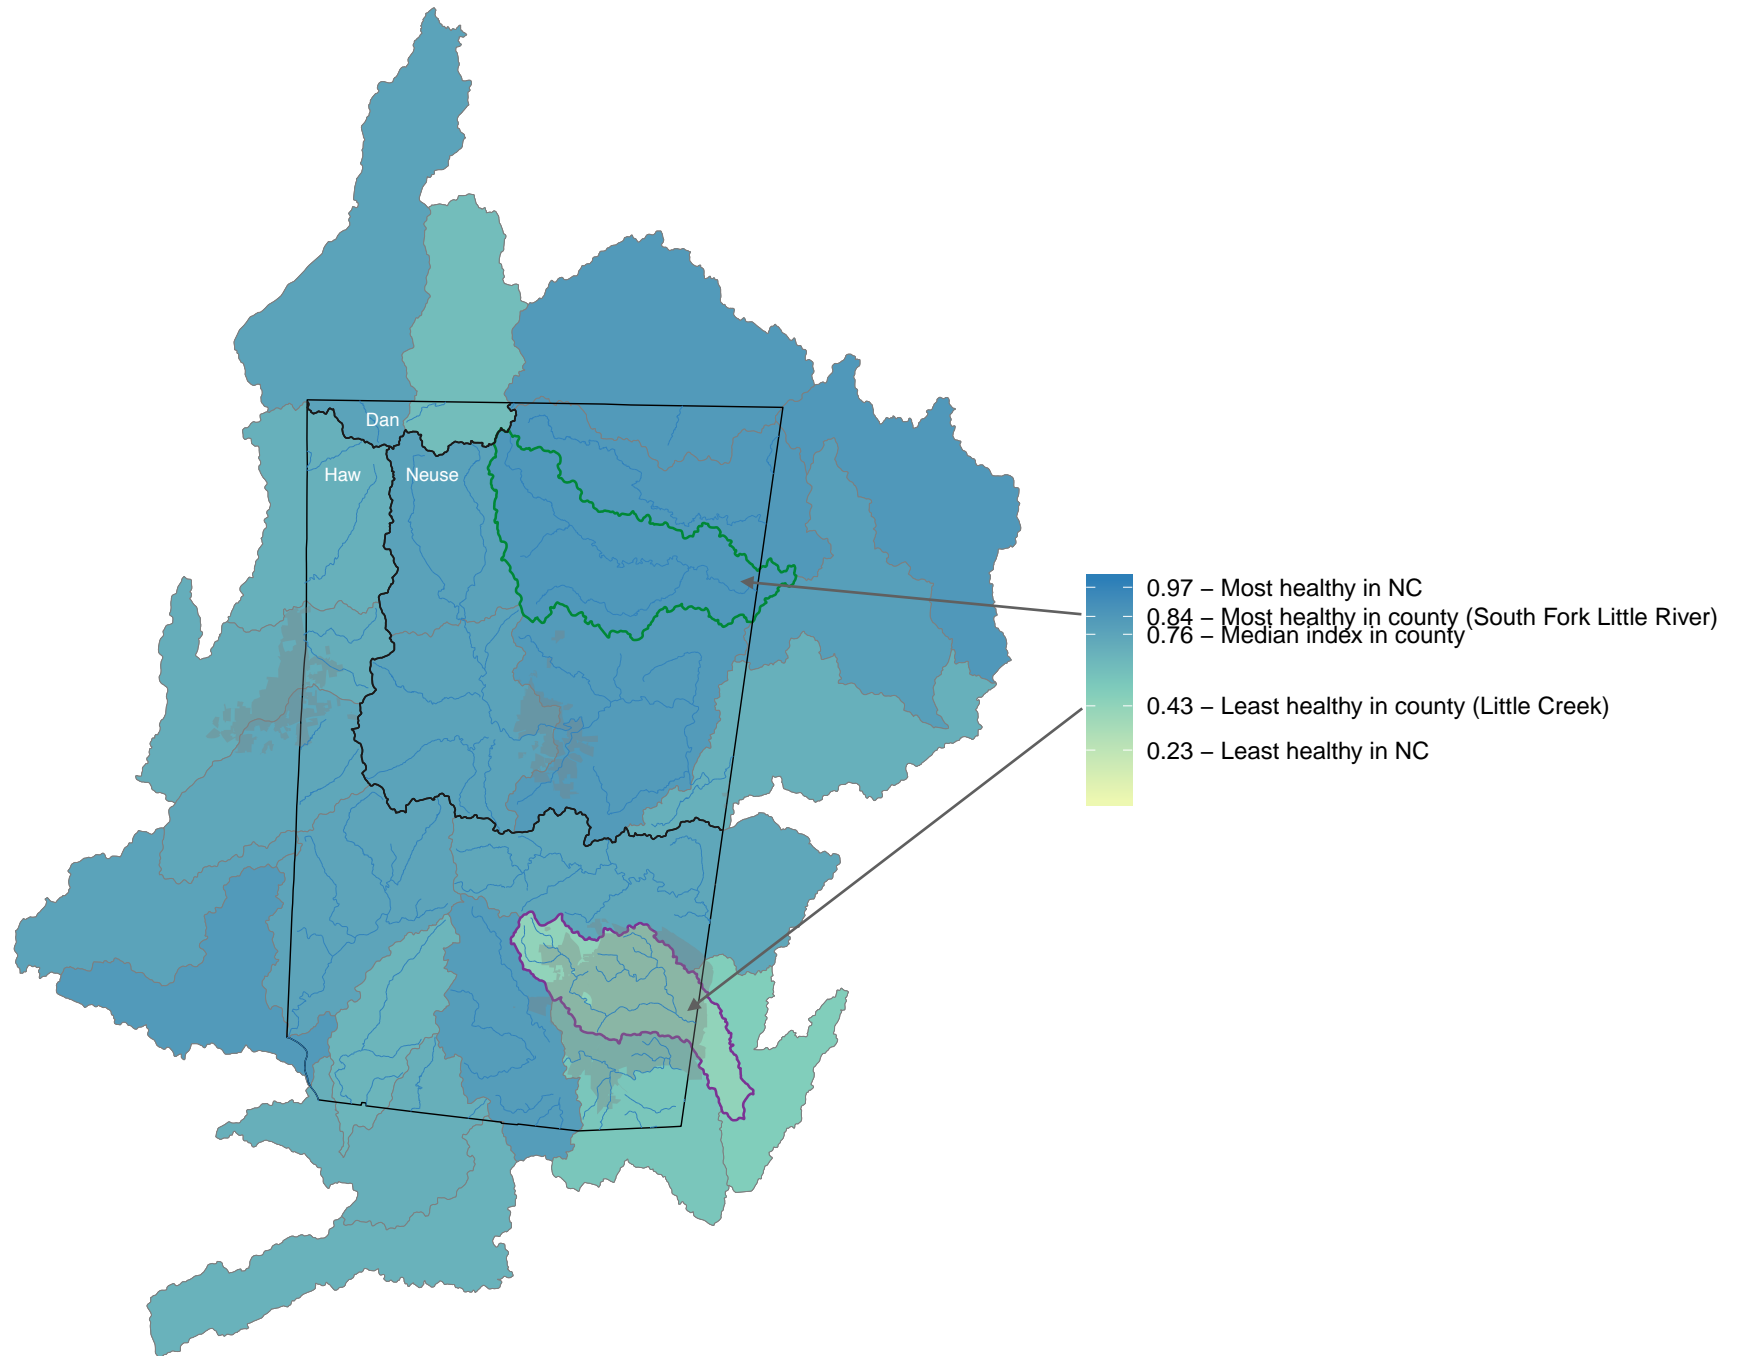 Dan
Haw
Neuse
0.97 – Most healthy in NC
0.84 – Most healthy in county (South Fork Little River)
0.76 – Median index in county
0.43 – Least healthy in county (Little Creek)
0.23 – Least healthy in NC